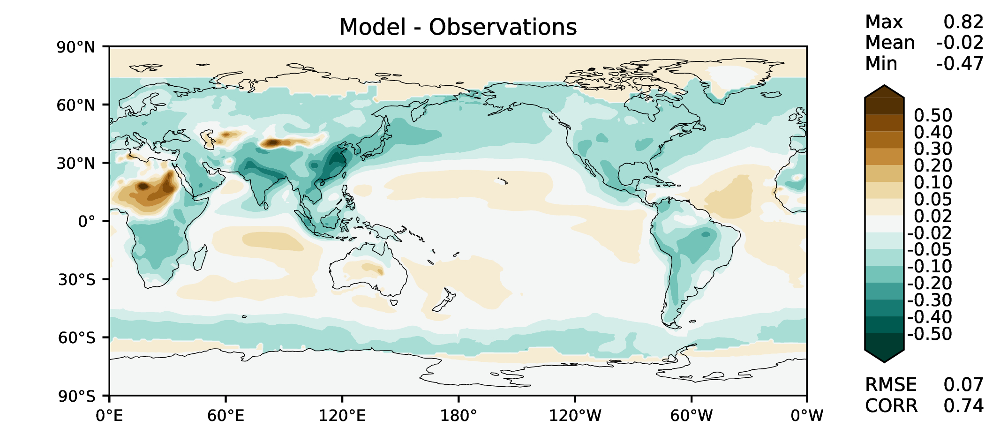 Model - Observations
Max 0.82
Mean -0.02
Min -0.47
90°N
60°N
30°N
0°
30°S
60°S
90°S
0°E 60°E 120°E 180° 120°W 60°W 0°W
0.50
0.40
0.30
0.20
0.10
0.05
0.02
-0.02
-0.05
-0.10
-0.20
-0.30
-0.40
-0.50
RMSE 0.07
CORR 0.74